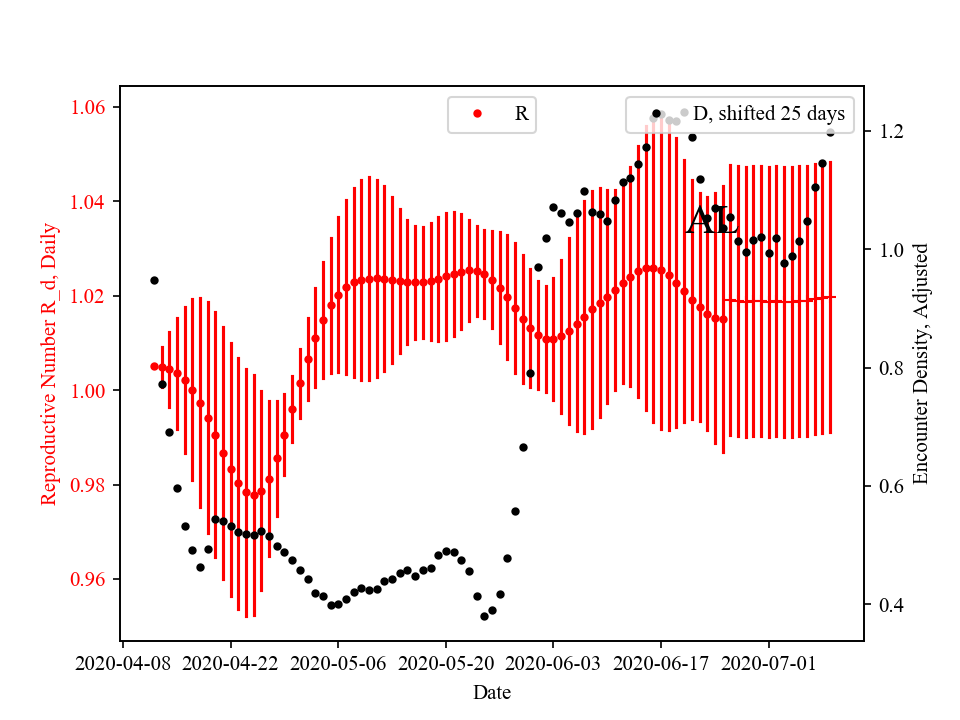 R
D, shifted 25 days
AL
Reproductive Number R_d, Daily
1.06
1.04
1.02
1.00
0.98
0.96
1.2
1.0
0.8
0.6
0.4
Encounter Density, Adjusted
2020-04-08 2020-04-22 2020-05-06 2020-05-20 2020-06-03 2020-06-17 2020-07-01
Date